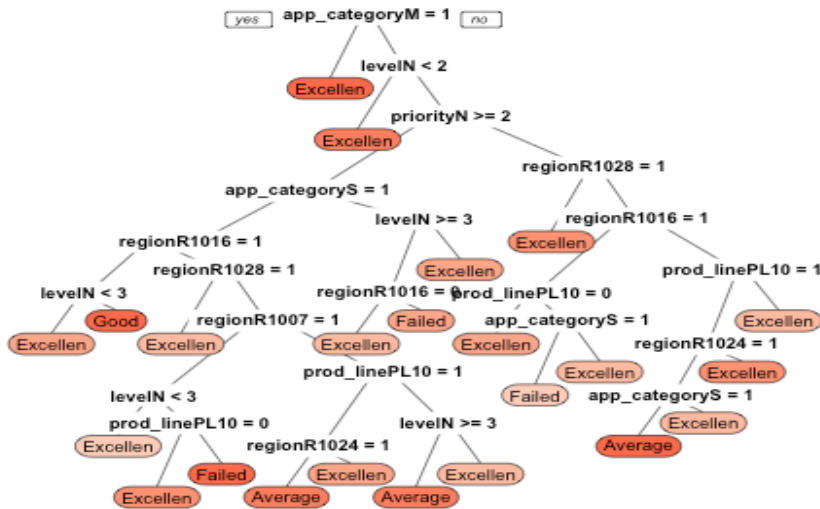 yes app_categoryM = 1 no
levelN < 2
Excellen
priorityN >= 2
Excellen
regionR1028 = 1
app_categoryS = 1
levelN >= 3
regionR1016 = 1
Excellen
regionR1016 = 1
regionR1028 = 1
Excellen
prod_linePL10 = 1
levelN < 3
regionR1016 = 0
prod_linePL10 = 0
Good
regionR1007 = 1
Failed
app_categoryS = 1
Excellen
Excellen
Excellen
Excellen
Excellen
regionR1024 = 1
prod_linePL10 = 1
Excellen
Excellen
levelN < 3
Failed
app_categoryS = 1
prod_linePL10 = 0
levelN >= 3
Excellen
Excellen
regionR1024 = 1
Average
Failed
Excellen
Excellen
Excellen
Average
Average